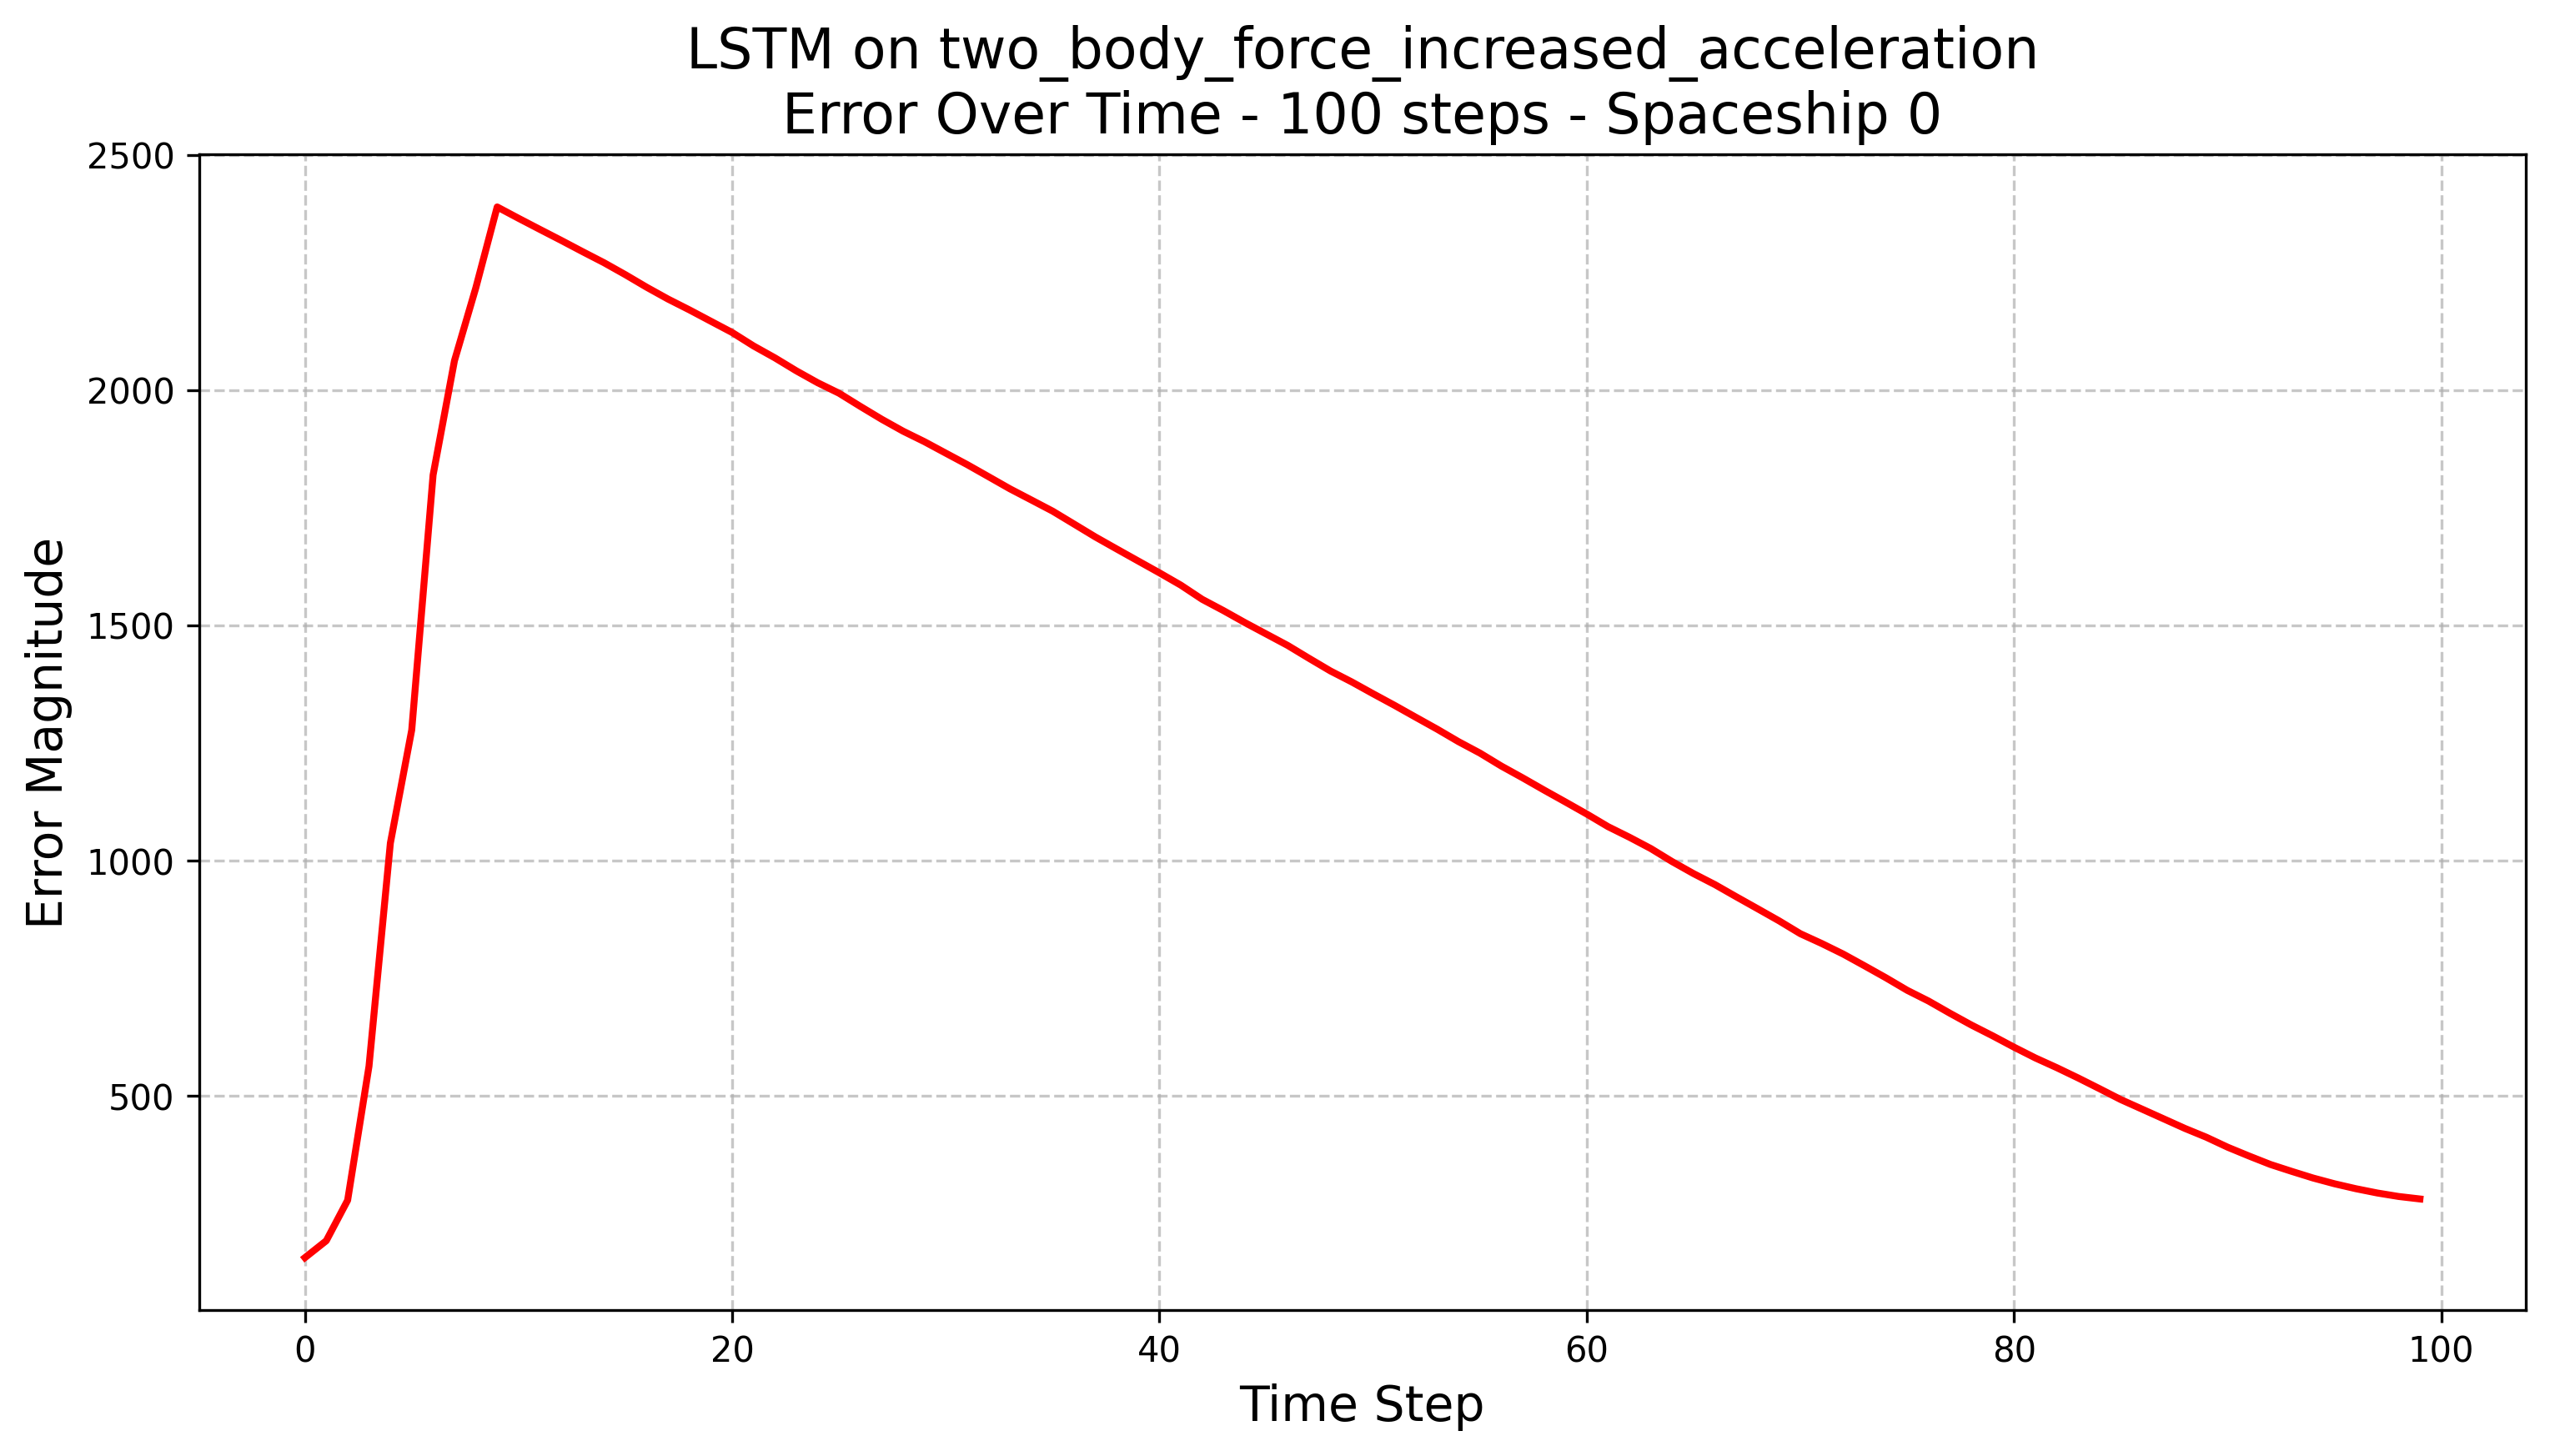 LSTM on two_body_force_increased_acceleration
Error Over Time - 100 steps - Spaceship 0
2500
2000
1500
1000
500
Error Magnitude
0 20 40 60 80 100
Time Step